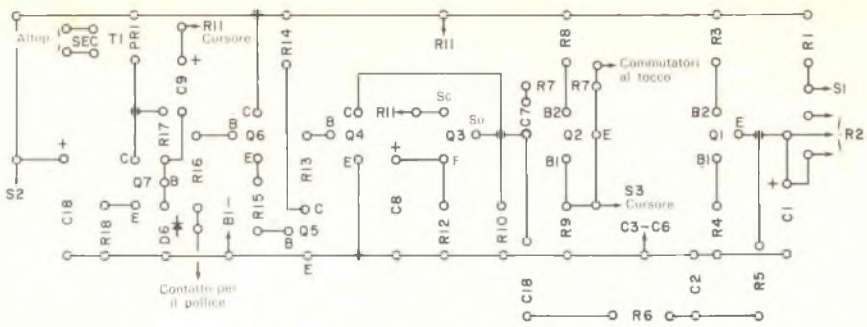 Altop.
SEC
T1
PR1
R11
Cursore
C9
+
R14
R11
R8
Commutatori
al tocco
R3
R1
S1
R7
R7
C7
B2
B2
R2
R17
C
B
Q6
B
C
Q4
R11
Sc
Q3
Su
Q2
E
Q1
E
+
C
S2
Q7
B
R16
E
R13
E
+
F
B1
B1
+
C1
C18
R18
E
D6
B11
R15
B
C
Q5
E
C8
R12
R10
R9
S3
Cursore
C3-C6
R4
C2
R5
Contatto per
il pollice
C18
R6